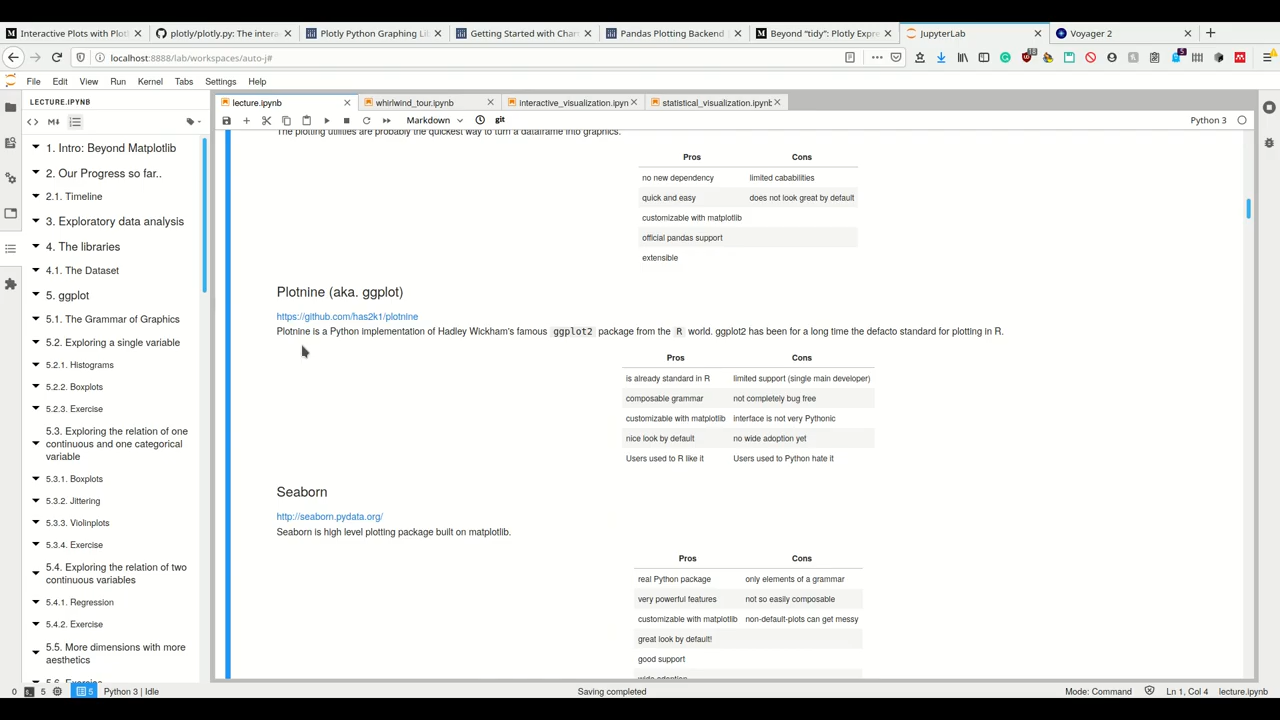 Interactive Plots with Plotl
plotly/plotly.py: The intera
Plotly Python Graphing Lib
Getting Started with Chart
Pandas Plotting Backend
Beyond “tidy”: Plotly Expre
JupyterLab
Voyager 2
localhost:8888/lab/workspaces/auto-j#
File Edit View Run Kernel Tabs Settings Help
LECTURE.IPYNB
1. Intro: Beyond Matplotlib
2. Our Progress so far..
2.1. Timeline
3. Exploratory data analysis
4. The libraries
4.1. The Dataset
5. ggplot
5.1. The Grammar of Graphics
5.2. Exploring a single variable
5.2.1. Histograms
5.2.2. Boxplots
5.2.3. Exercise
5.3. Exploring the relation of one
continuous and one categorical
variable
5.3.1. Boxplots
5.3.2. Jittering
5.3.3. Violinplots
5.3.4. Exercise
5.4. Exploring the relation of two
continuous variables
5.4.1. Regression
5.4.2. Exercise
5.5. More dimensions with more
aesthetics
5.6. Exercise
lecture.ipynb
whirlwind_tour.ipynb
interactive_visualization.ipyn
statistical_visualization.ipynb
Markdown
git
Python 3
The plotting utilities are probably the quickest way to turn a dataframe into graphics.
Pros Cons
no new dependency limited cababilities
quick and easy does not look great by default
customizable with matplotlib
official pandas support
extensible
Plotnine (aka. ggplot)
https://github.com/has2k1/plotnine
Plotnine is a Python implementation of Hadley Wickham's famous ggplot2 package from the R world. ggplot2 has been for a long time the defacto standard for plotting in R.
Pros Cons
is already standard in R limited support (single main developer)
composable grammar not completely bug free
customizable with matplotlib interface is not very Pythonic
nice look by default no wide adoption yet
Users used to R like it Users used to Python hate it
Seaborn
http://seaborn.pydata.org/
Seaborn is high level plotting package built on matplotlib.
Pros Cons
real Python package only elements of a grammar
very powerful features not so easily composable
customizable with matplotlib non-default-plots can get messy
great look by default!
good support
wide adoption
0 5 5 Python 3 | Idle
Saving completed
Mode: Command
Ln 1, Col 4
lecture.ipynb